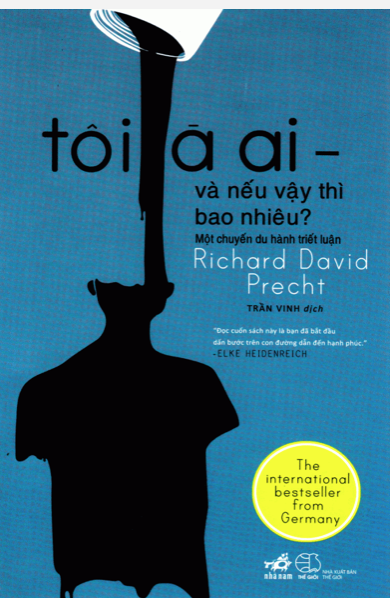 tôi là ai –
và nếu vậy thì
bao nhiêu?
Một chuyến du hành triết luận
Richard David
Precht
TRẦN VINH dịch
"Đọc cuốn sách này là bạn đã bắt đầu
dấn bước trên con đường dẫn đến hạnh phúc."
-ELKE HEIDENREICH
The
international
bestseller
from
Germany
nhã nam
THẾ GIỚI
NHÀ XUẤT BẢN
THẾ GIỚI